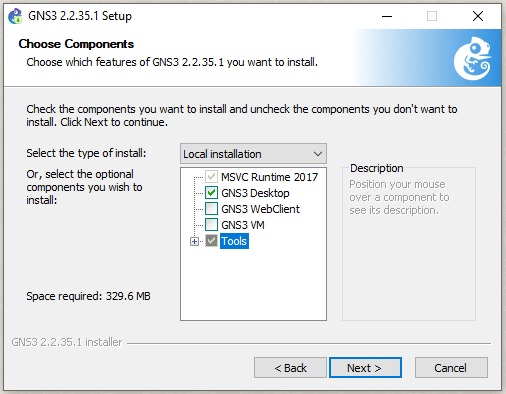 GNS3 2.2.35.1 Setup
Choose Components
Choose which features of GNS3 2.2.35.1 you want to install.
Check the components you want to install and uncheck the components you don't want to
install. Click Next to continue.
Select the type of install:
Local installation
Or, select the optional
components you wish to
install:
MSVC Runtime 2017
GNS3 Desktop
GNS3 WebClient
GNS3 VM
Tools
Description
Position your mouse
over a component to
see its description.
Space required: 329.6 MB
GNS3 2.2.35.1 installer
< Back
Next >
Cancel